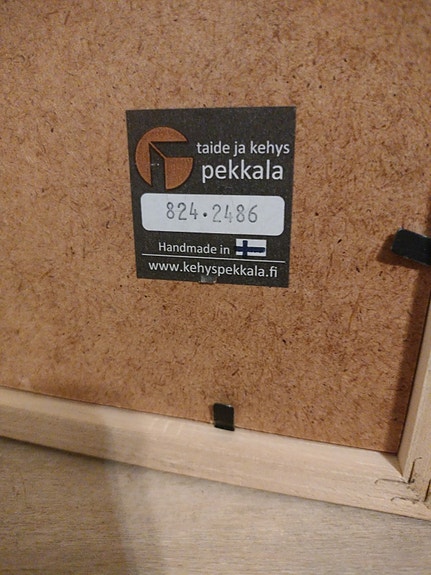 taide ja kehys
pekkala
824.2486
Handmade in
www.kehyspekkala.fi